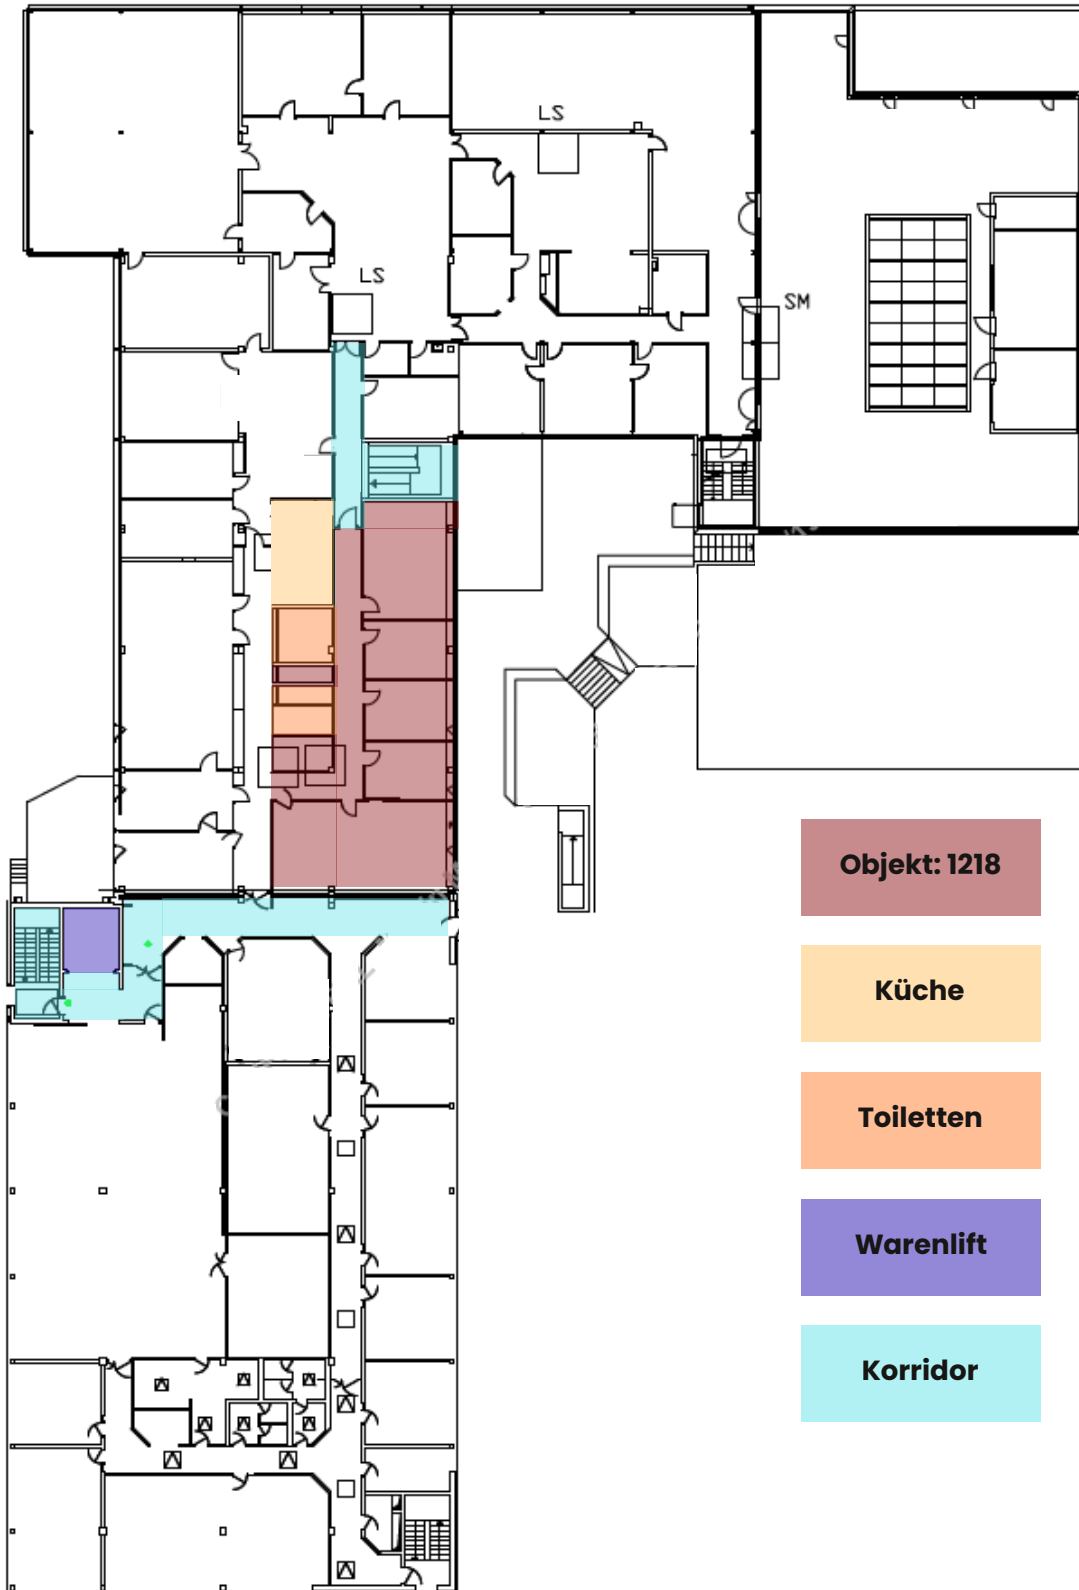 LS
LS
SM
Objekt: 1218
Küche
Toiletten
Warenlift
Korridor